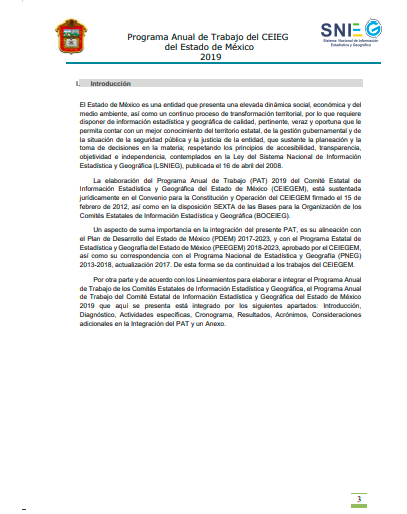 Programa Anual de Trabajo del CEIEG
del Estado de México
2019
SNIEG
Sistema Nacional de Información
Estadística y Geográfica
I. Introducción
El Estado de México es una entidad que presenta una elevada dinámica social, económica y del
medio ambiente, así como un continuo proceso de transformación territorial, por lo que requiere
disponer de información estadística y geográfica de calidad, pertinente, veraz y oportuna que le
permita contar con un mejor conocimiento del territorio estatal, de la gestión gubernamental y de
la situación de la seguridad pública y la justicia de la entidad, que sustente la planeación y la
toma de decisiones en la materia; respetando los principios de accesibilidad, transparencia,
objetividad e independencia, contemplados en la Ley del Sistema Nacional de Información
Estadística y Geográfica (LSNIEG), publicada el 16 de abril de 2008.
La elaboración del Programa Anual de Trabajo (PAT) 2019 del Comité Estatal de
Información Estadística y Geográfica del Estado de México (CEIEGEM), está sustentada
jurídicamente en el Convenio para la Constitución y Operación del CEIEGEM firmado el 15 de
febrero de 2012, así como en la disposición SEXTA de las Bases para la Organización de los
Comités Estatales de Información Estadística y Geográfica (BOCEIEG).
Un aspecto de suma importancia en la integración del presente PAT, es su alineación con
el Plan de Desarrollo del Estado de México (PDEM) 2017-2023, y con el Programa Estatal de
Estadística y Geografía del Estado de México (PEEGEM) 2018-2023, aprobado por el CEIEGEM,
así como su correspondencia con el Programa Nacional de Estadística y Geografía (PNEG)
2013-2018, actualización 2017. De esta forma se da continuidad a los trabajos del CEIEGEM.
Por otra parte y de acuerdo con los Lineamientos para elaborar e integrar el Programa Anual
de Trabajo de los Comités Estatales de Información Estadística y Geográfica, el Programa Anual
de Trabajo del Comité Estatal de Información Estadística y Geográfica del Estado de México
2019 que aquí se presenta está integrado por los siguientes apartados: Introducción,
Diagnóstico, Actividades específicas, Cronograma, Resultados, Acrónimos, Consideraciones
adicionales en la Integración del PAT y un Anexo.
3